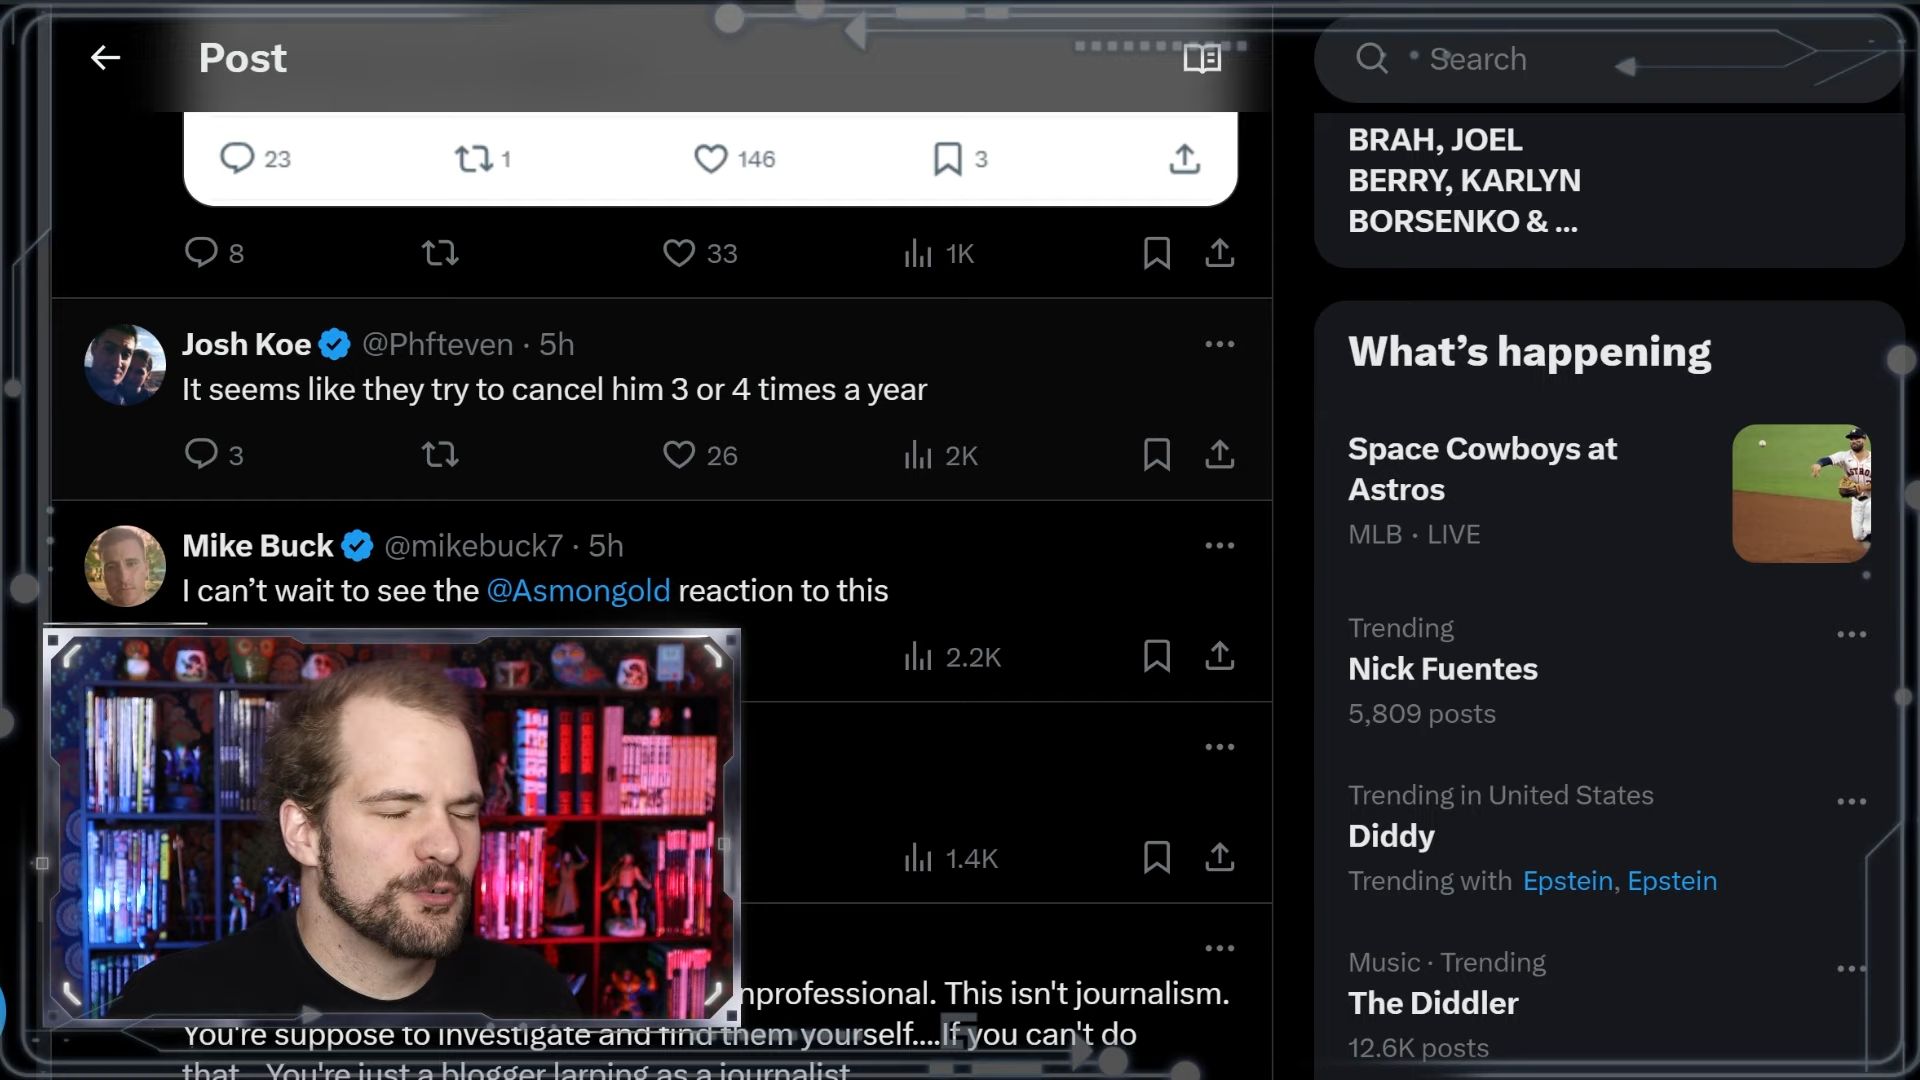 Post
23
1
146
3
8
33
1K
Josh Koe @Phfteven · 5h
It seems like they try to cancel him 3 or 4 times a year
3
26
2K
Mike Buck @mikebuck7 · 5h
I can't wait to see the @Asmongold reaction to this
2.2K
1.4K
nprofessional. This isn't journalism.
You're suppose to investigate and find them yourself....If you can't do
that... You're just a blogger larping as a journalist
Search
BRAH, JOEL
BERRY, KARLYN
BORSENKO & ...
What's happening
Space Cowboys at
Astros
MLB · LIVE
Trending
Nick Fuentes
5,809 posts
Trending in United States
Diddy
Trending with Epstein, Epstein
Music · Trending
The Diddler
12.6K posts